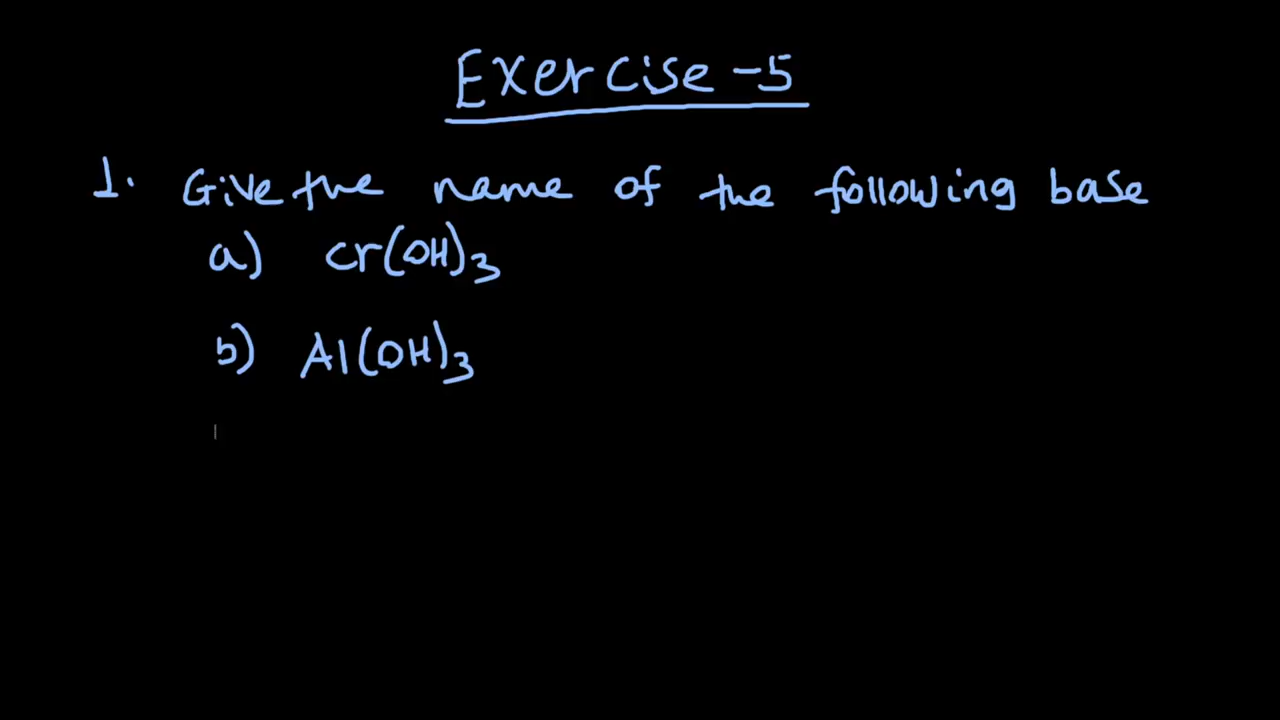 Exercise -5
1. Give the name of the following base
a) Cr(OH)3
b) Al(OH)3